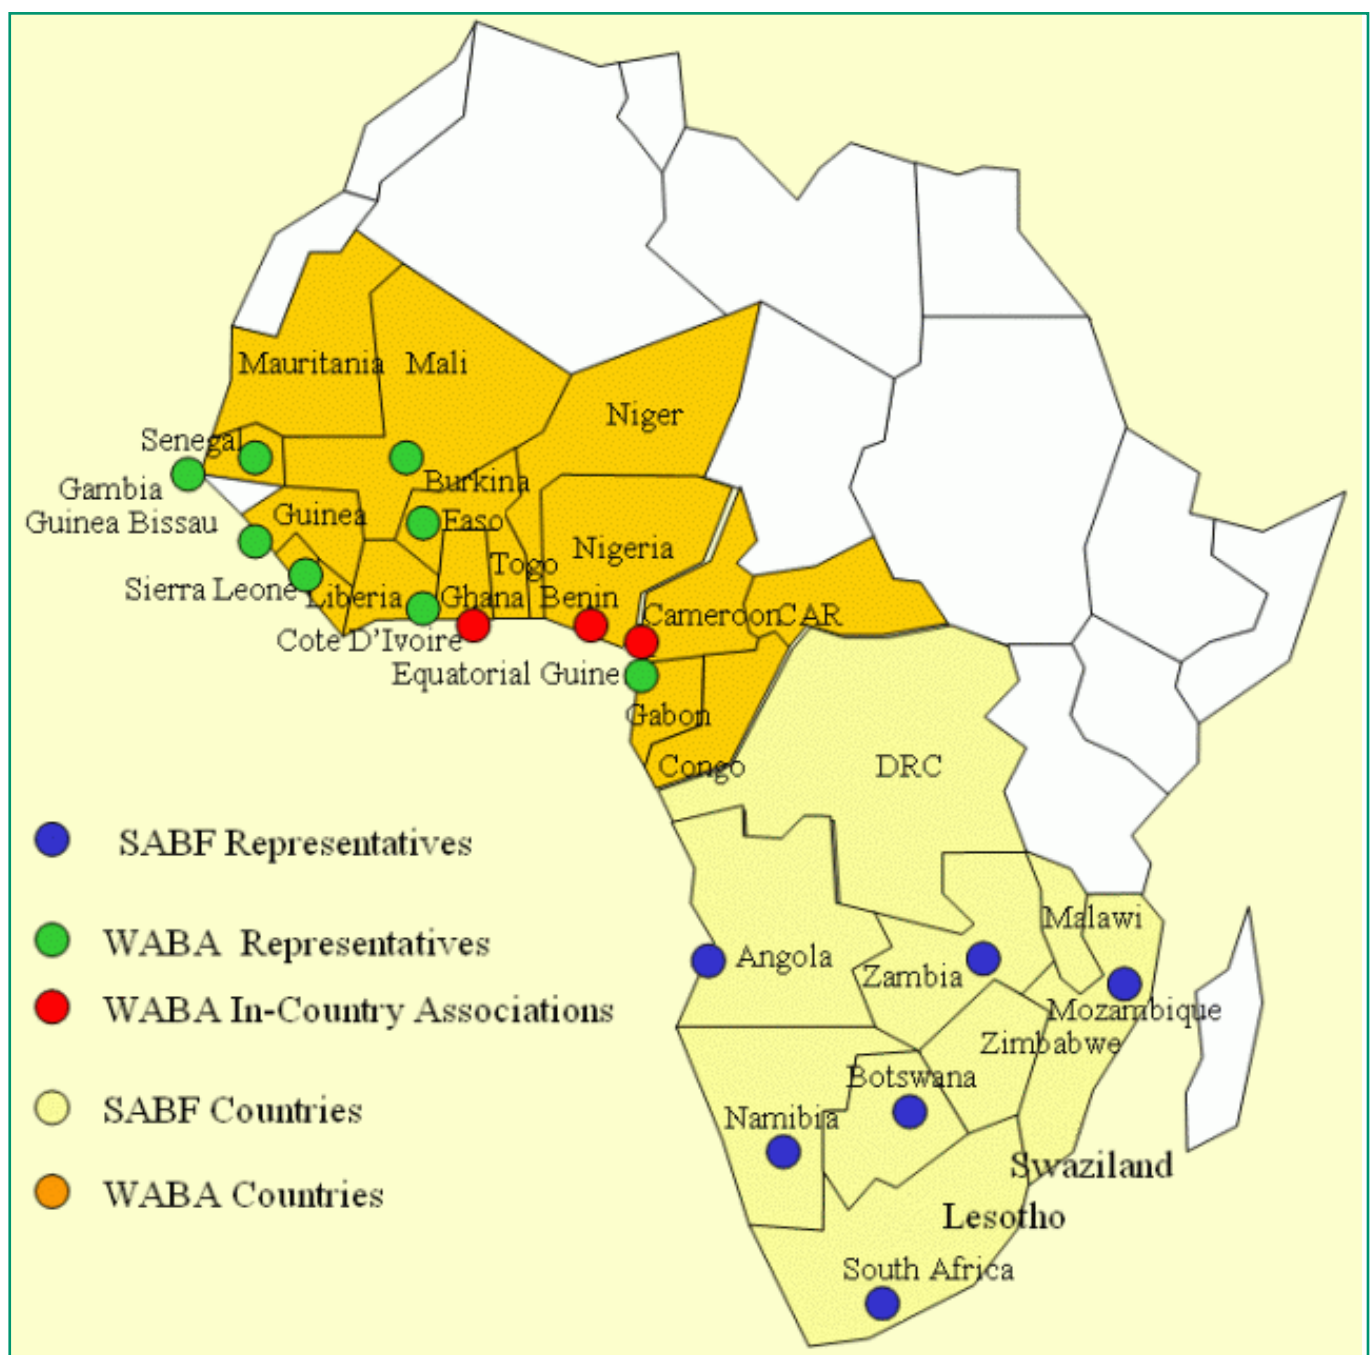 Mauritania
Mali
Niger
Senegal
Gambia
Burkina
Faso
Guinea Bissau
Guinea
Nigeria
Togo
Sierra Leone
Liberia
Ghana
Benin
Cote D'Ivoire
Cameroon
CAR
Equatorial Guine
Gabon
Congo
DRC
Malawi
Angola
Zambia
Mozambique
Zimbabwe
Botswana
Namibia
Swaziland
Lesotho
South Africa
SABF Representatives
WABA Representatives
WABA In-Country Associations
SABF Countries
WABA Countries